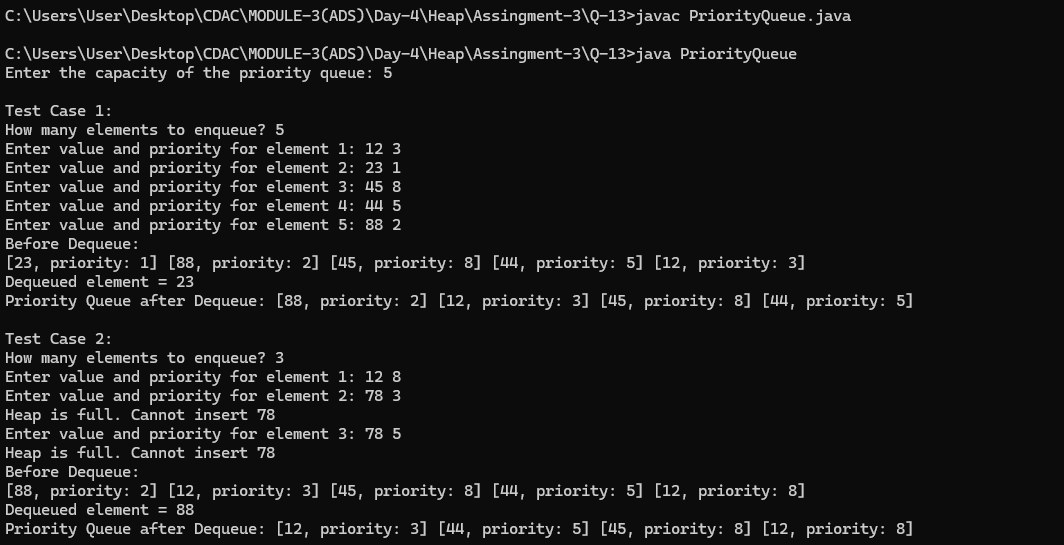 C:\Users\User\Desktop\CDAC\MODULE-3(ADS)\Day-4\Heap\Assingment-3\Q-13>javac PriorityQueue.java
C:\Users\User\Desktop\CDAC\MODULE-3(ADS)\Day-4\Heap\Assingment-3\Q-13>java PriorityQueue
Enter the capacity of the priority queue: 5
Test Case 1:
How many elements to enqueue? 5
Enter value and priority for element 1: 12 3
Enter value and priority for element 2: 23 1
Enter value and priority for element 3: 45 8
Enter value and priority for element 4: 44 5
Enter value and priority for element 5: 88 2
Before Dequeue:
[23, priority: 1] [88, priority: 2] [45, priority: 8] [44, priority: 5] [12, priority: 3]
Dequeued element = 23
Priority Queue after Dequeue: [88, priority: 2] [12, priority: 3] [45, priority: 8] [44, priority: 5]
Test Case 2:
How many elements to enqueue? 3
Enter value and priority for element 1: 12 8
Enter value and priority for element 2: 78 3
Heap is full. Cannot insert 78
Enter value and priority for element 3: 78 5
Heap is full. Cannot insert 78
Before Dequeue:
[88, priority: 2] [12, priority: 3] [45, priority: 8] [44, priority: 5] [12, priority: 8]
Dequeued element = 88
Priority Queue after Dequeue: [12, priority: 3] [44, priority: 5] [45, priority: 8] [12, priority: 8]